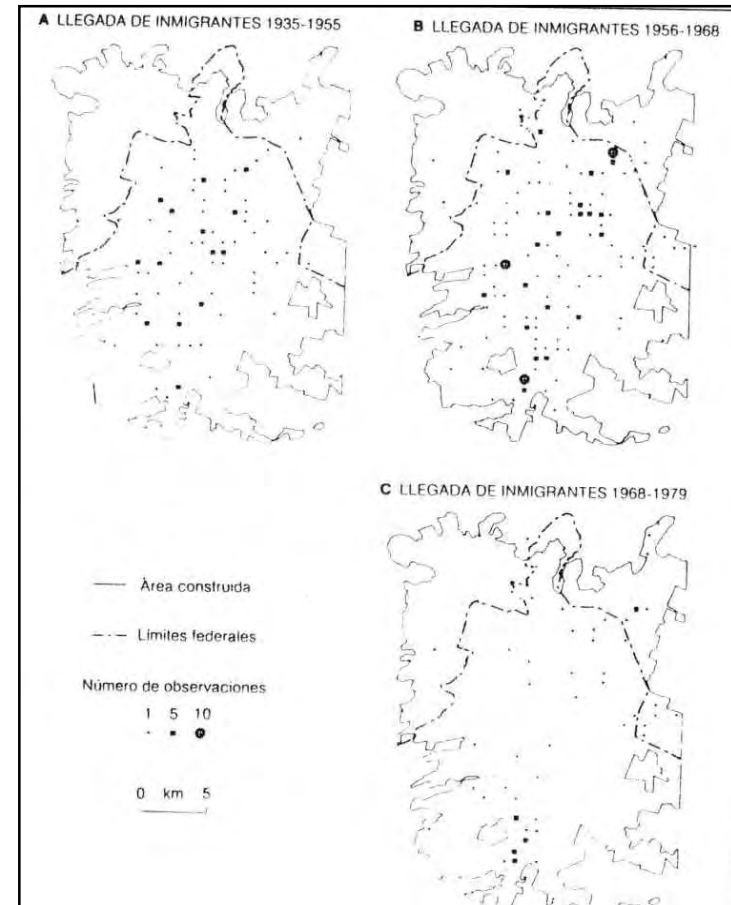 A LLEGADA DE INMIGRANTES 1935-1955
B LLEGADA DE INMIGRANTES 1956-1968
C LLEGADA DE INMIGRANTES 1968-1979
Àrea construida
Límites federales
Número de observaciones
1 5 10
0 km 5